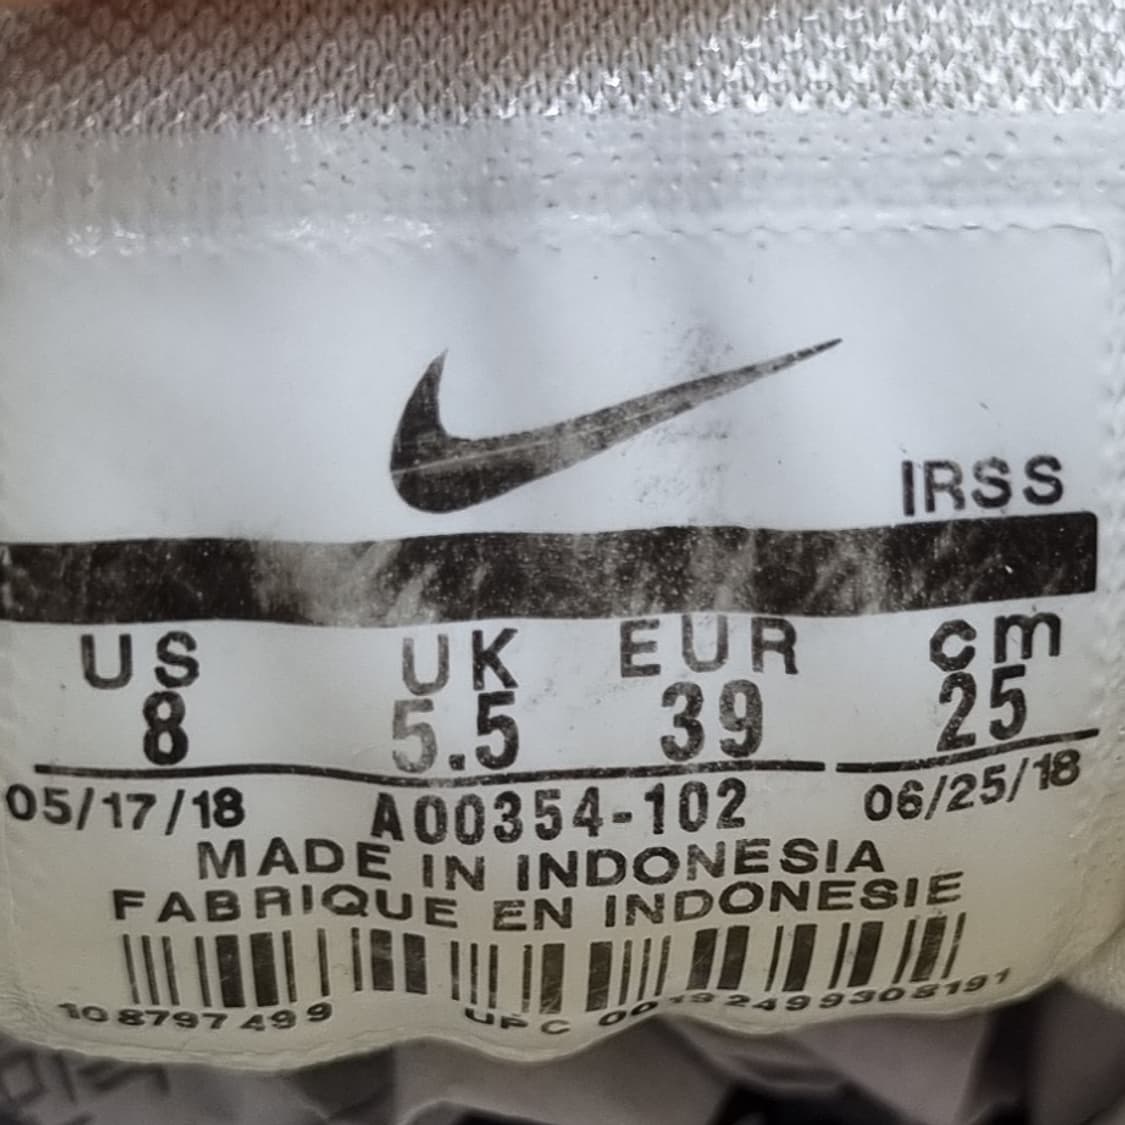 IRSS
US UK EUR cm
8 5.5 39 25
05/17/18 A00354-102 06/25/18
MADE IN INDONESIA
FABRIQUE EN INDONESIE
108797499 UPC